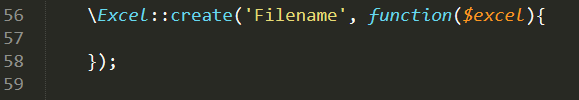 56 \Excel::create('Filename', function($excel){
57
58 });
59